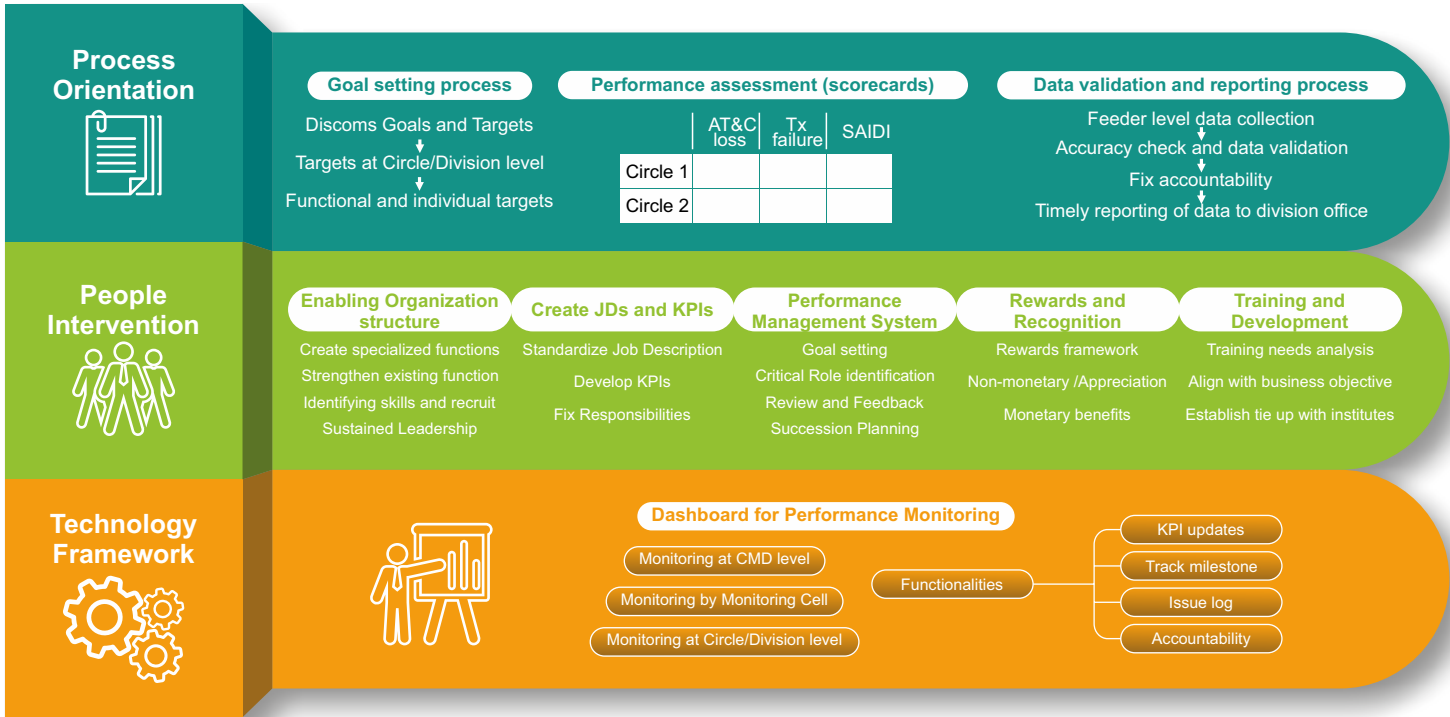 Process
Orientation
Goal setting process
Discoms Goals and Targets
Targets at Circle/Division level
Functional and individual targets
Performance assessment (scorecards)
AT&C
loss
Tx
failure
SAIDI
Circle 1
Circle 2
Data validation and reporting process
Feeder level data collection
Accuracy check and data validation
Fix accountability
Timely reporting of data to division office
People
Intervention
Enabling Organization
structure
Create specialized functions
Strengthen existing function
Identifying skills and recruit
Sustained Leadership
Create JDs and KPIs
Standardize Job Description
Develop KPIs
Fix Responsibilities
Performance
Management System
Goal setting
Critical Role identification
Review and Feedback
Succession Planning
Rewards and
Recognition
Rewards framework
Non-monetary /Appreciation
Monetary benefits
Training and
Development
Training needs analysis
Align with business objective
Establish tie up with institutes
Technology
Framework
Dashboard for Performance Monitoring
Monitoring at CMD level
Monitoring by Monitoring Cell
Monitoring at Circle/Division level
Functionalities
KPI updates
Track milestone
Issue log
Accountability